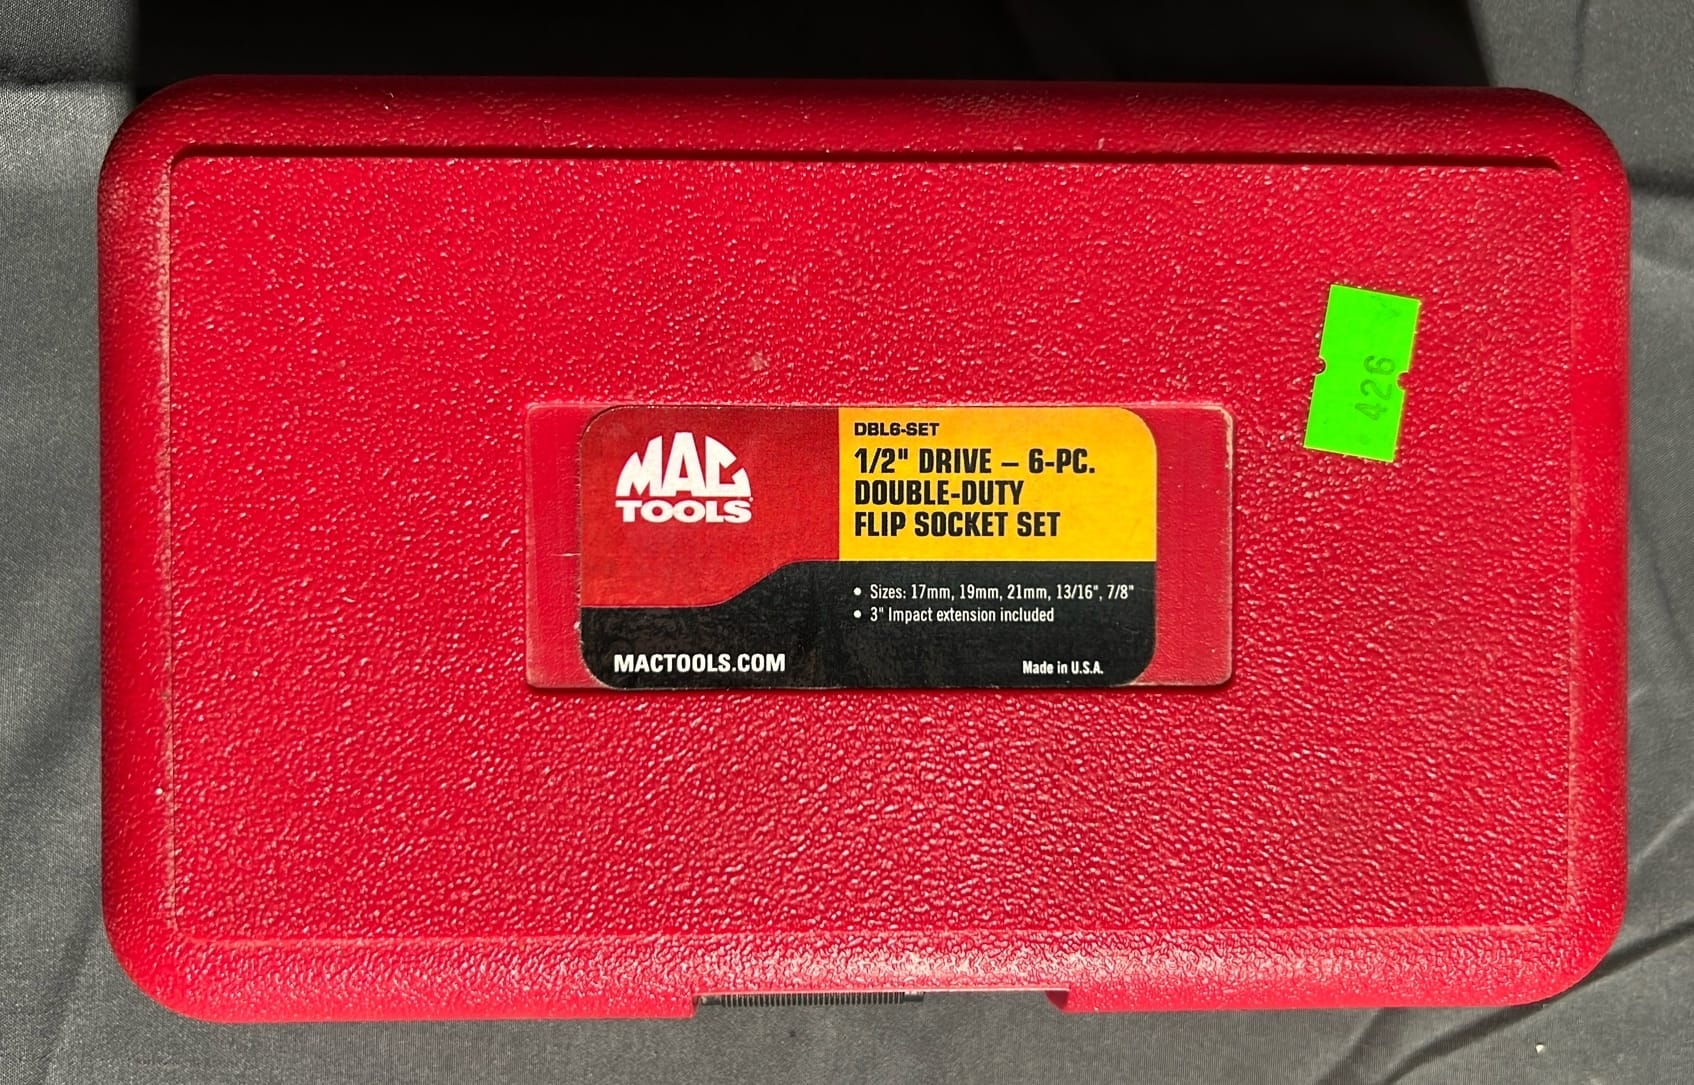 MAC
TOOLS
DBL6-SET
1/2" DRIVE – 6-PC.
DOUBLE-DUTY
FLIP SOCKET SET
• Sizes: 17mm, 19mm, 21mm, 13/16", 7/8"
• 3" Impact extension included
MACTOOLS.COM
Made in U.S.A.
426